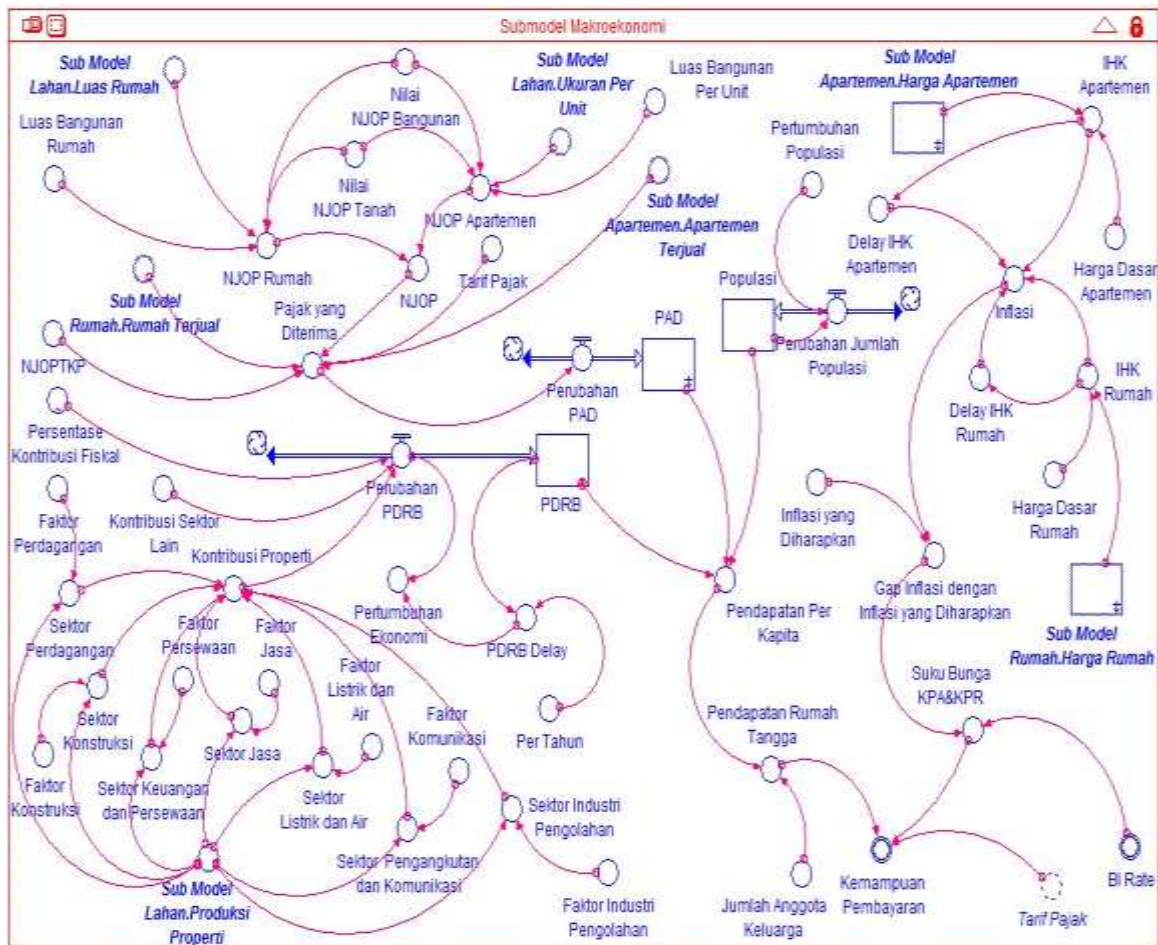 Submodel Makroekonomi
Sub Model
Lahan.Luas Rumah
Luas Bangunan
Rumah
Nilai
NJOP Bangunan
Sub Model
Lahan.Ukuran Per
Unit
Luas Bangunan
Per Unit
Sub Model
Apartemen.Harga Apartemen
IHK
Apartemen
Pertumbuhan
Populasi
Nilai
NJOP Tanah
NJOP Apartemen
Sub Model
Apartemen.Apartemen
Terjual
Delay IHK
Apartemen
Harga Dasar
Apartemen
NJOP Rumah
NJOP
Tarif Pajak
Populasi
Inflasi
Sub Model
Rumah.Rumah Terjual
Pajak yang
Diterima
PAD
Perubahan Jumlah
Populasi
NJOPTKP
Perubahan
PAD
Delay IHK
Rumah
IHK
Rumah
Persentase
Kontribusi Fiskal
Perubahan
PDRB
PDRB
Faktor
Perdagangan
Kontribusi Sektor
Lain
Inflasi yang
Diharapkan
Harga Dasar
Rumah
Kontribusi Properti
Gap Inflasi dengan
Inflasi yang Diharapkan
Sektor
Perdagangan
Faktor
Persewaan
Faktor
Jasa
Pertumbuhan
Ekonomi
PDRB Delay
Pendapatan Per
Kapita
Sub Model
Rumah.Harga Rumah
Faktor
Listrik dan
Air
Suku Bunga
KPA&KPR
Sektor
Konstruksi
Sektor Jasa
Faktor
Komunikasi
Per Tahun
Pendapatan Rumah
Tangga
Faktor
Konstruksi
Sektor Keuangan
dan Persewaan
Sektor
Listrik dan Air
Sektor Industri
Pengolahan
Sektor Pengangkutan
dan Komunikasi
Sub Model
Lahan.Produksi
Properti
Faktor Industri
Pengolahan
Jumlah Anggota
Keluarga
Kemampuan
Pembayaran
Tarif Pajak
BI Rate